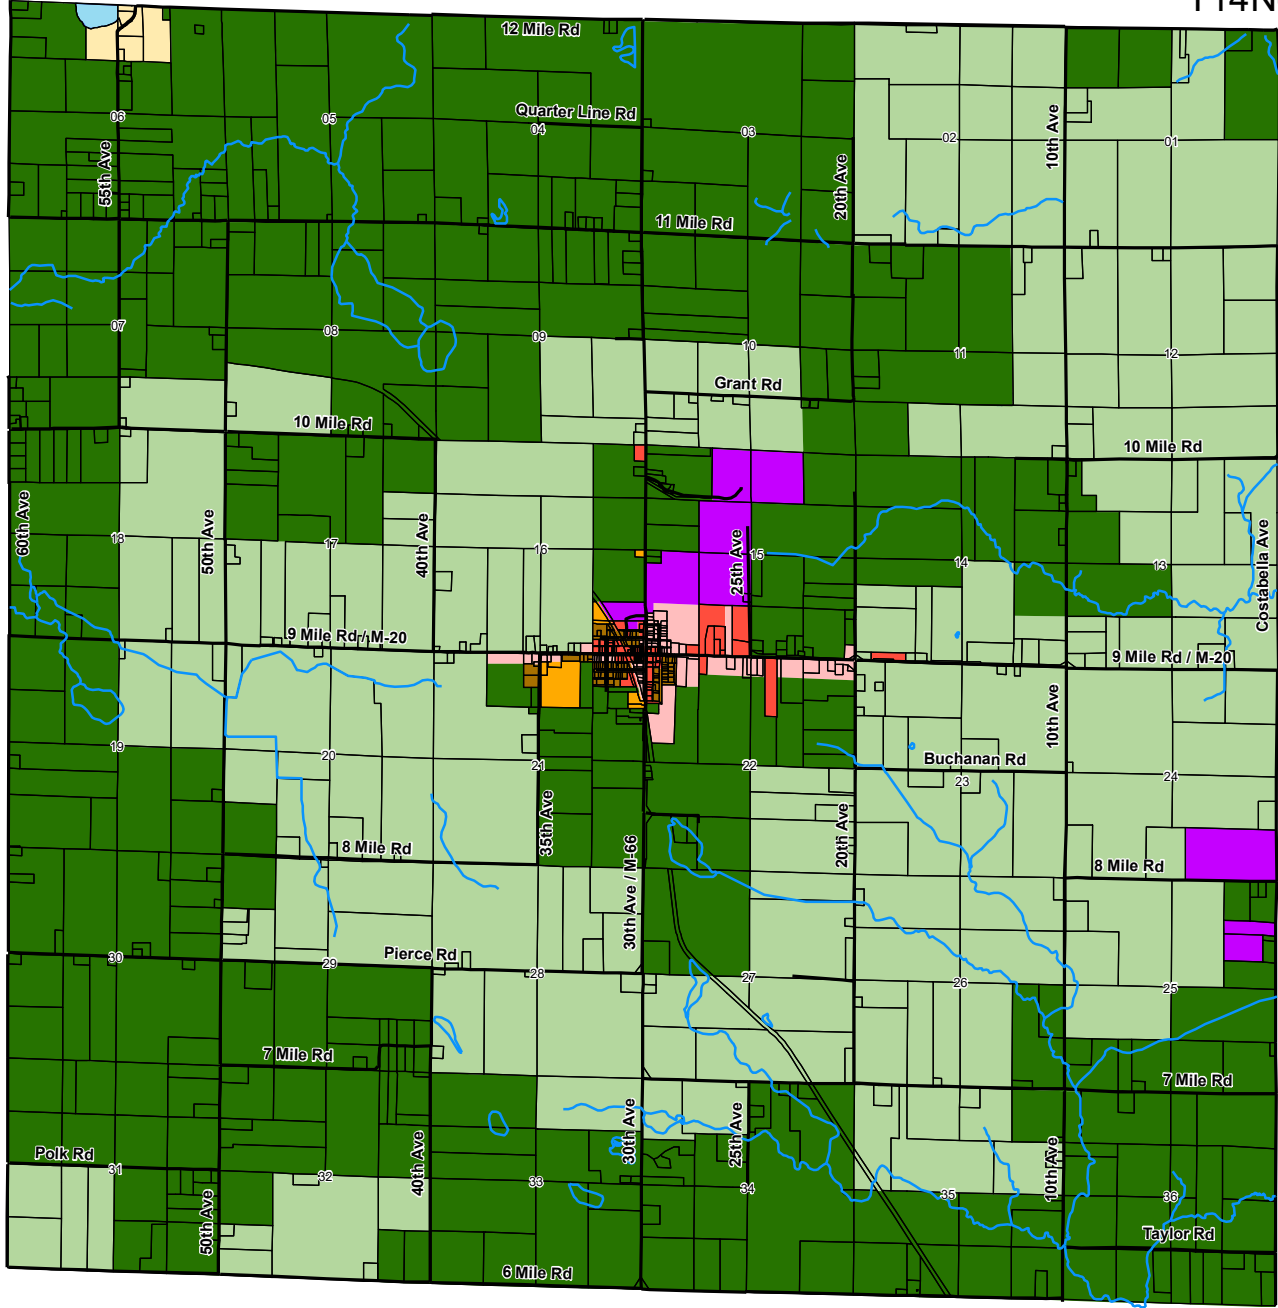 T14N
12 Mile Rd
Quarter Line Rd
06
05
04
03
02
01
55th Ave
20th Ave
10th Ave
11 Mile Rd
07
08
09
10
11
12
Grant Rd
10 Mile Rd
10 Mile Rd
60th Ave
50th Ave
40th Ave
25th Ave
Costabella Ave
18
17
16
15
14
13
9 Mile Rd / M-20
9 Mile Rd / M-20
10th Ave
19
20
21
22
23
24
Buchanan Rd
35th Ave
30th Ave / M-66
20th Ave
8 Mile Rd
8 Mile Rd
Pierce Rd
30
29
28
27
26
25
7 Mile Rd
7 Mile Rd
40th Ave
30th Ave
25th Ave
10th Ave
Polk Rd
31
32
33
34
35
36
50th Ave
Taylor Rd
6 Mile Rd